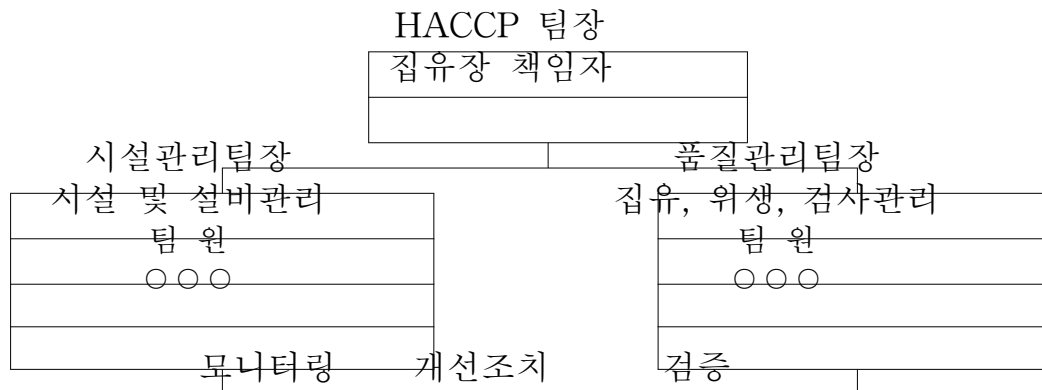 HACCP 팀장
집유장 책임자
시설관리팀장
시설 및 설비관리
팀 원
○○○
품질관리팀장
집유, 위생, 검사관리
팀 원
○○○
모니터링 개선조치 검증